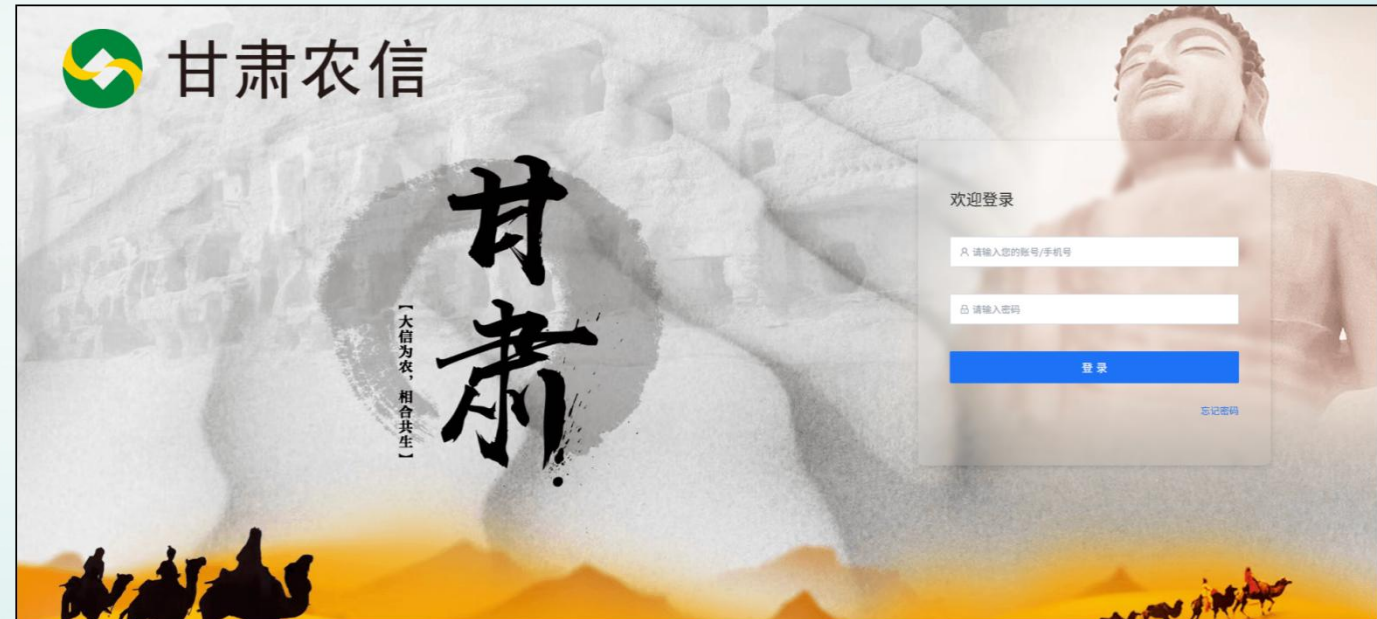 甘肃农信
甘肃
【大信为农，相合共生】
欢迎登录
请输入您的账号/手机号
请输入密码
登 录
忘记密码